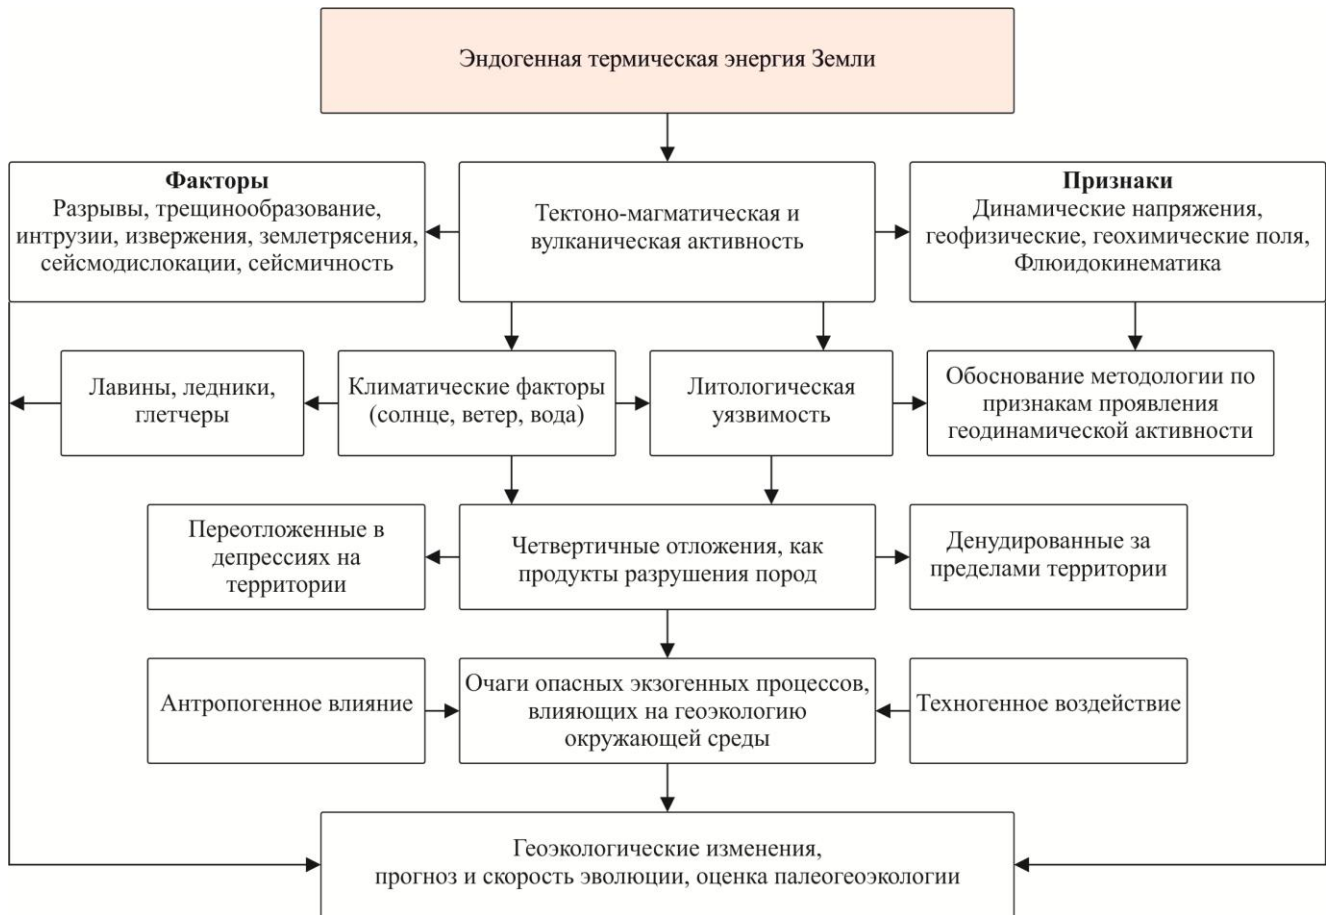 Эндогенная термическая энергия Земли
Факторы
Разрывы, трещинообразование,
интрузии, извержения, землетрясения,
сейсмодислокации, сейсмичность
Тектоно-магматическая и
вулканическая активность
Признаки
Динамические напряжения,
геофизические, геохимические поля,
Флюидокинематика
Лавины, ледники,
глетчеры
Климатические факторы
(солнце, ветер, вода)
Литологическая
уязвимость
Обоснование методологии по
признакам проявления
геодинамической активности
Переотложенные в
депрессиях на
территории
Четвертичные отложения, как
продукты разрушения пород
Денудированные за
пределами территории
Антропогенное влияние
Очаги опасных экзогенных процессов,
влияющих на геоэкологию
окружающей среды
Техногенное воздействие
Геоэкологические изменения,
прогноз и скорость эволюции, оценка палеогеоэкологии